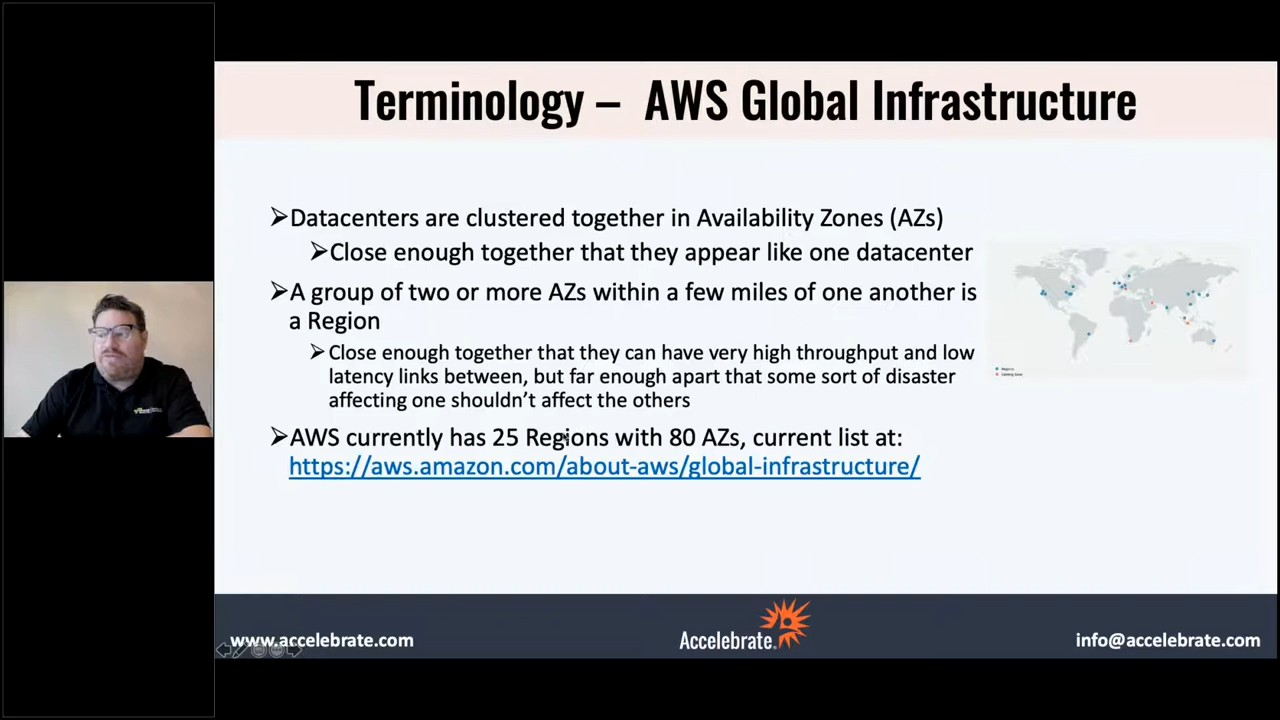 Terminology – AWS Global Infrastructure
➢Datacenters are clustered together in Availability Zones (AZs)
➢Close enough together that they appear like one datacenter
➢A group of two or more AZs within a few miles of one another is
a Region
➢Close enough together that they can have very high throughput and low
latency links between, but far enough apart that some sort of disaster
affecting one shouldn't affect the others
➢AWS currently has 25 Regions with 80 AZs, current list at:
https://aws.amazon.com/about-aws/global-infrastructure/
Regions
Coming Soon
www.accelebrate.com
Accelebrate.
info@accelebrate.com